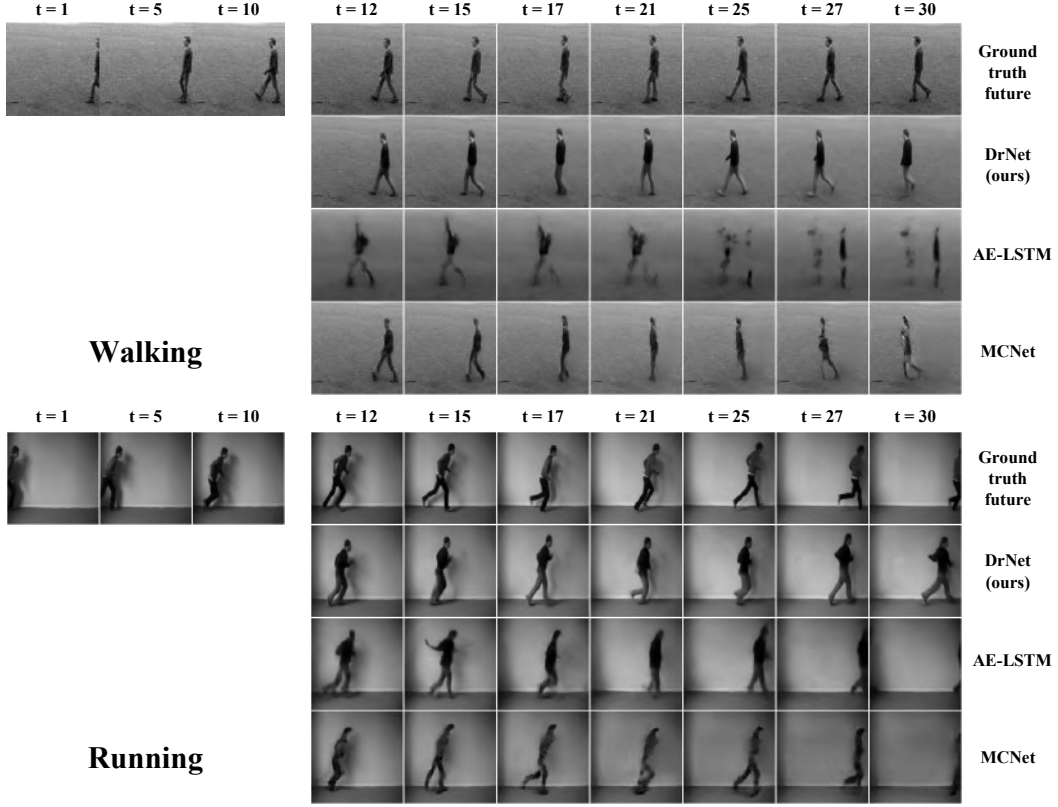 t = 1 t = 5 t = 10 t = 12 t = 15 t = 17 t = 21 t = 25 t = 27 t = 30
Ground
truth
future
DrNet
(ours)
AE-LSTM
MCNet
Walking
t = 1 t = 5 t = 10 t = 12 t = 15 t = 17 t = 21 t = 25 t = 27 t = 30
Ground
truth
future
DrNet
(ours)
AE-LSTM
MCNet
Running